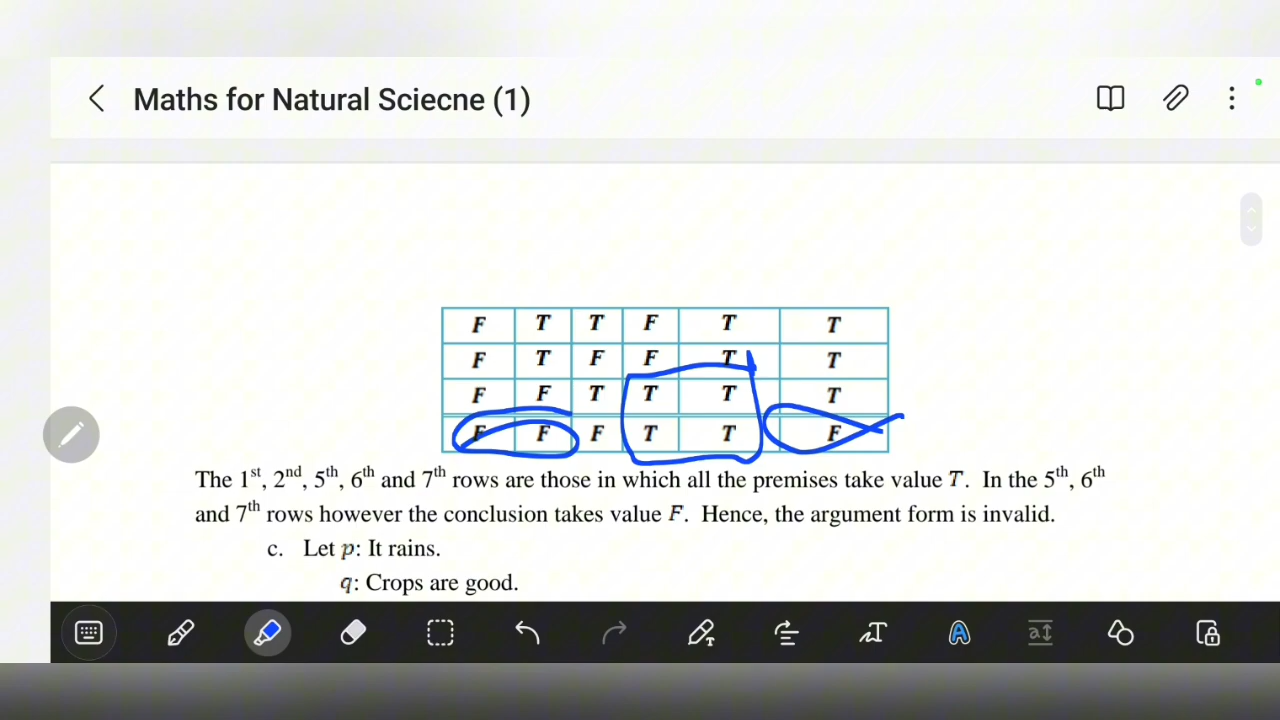 Maths for Natural Sciecne (1)
F T T F T T
F T F F T T
F F T T T T
F F F T T F
The 1st, 2nd, 5th, 6th and 7th rows are those in which all the premises take value T. In the 5th, 6th
and 7th rows however the conclusion takes value F. Hence, the argument form is invalid.
c. Let p: It rains.
q: Crops are good.